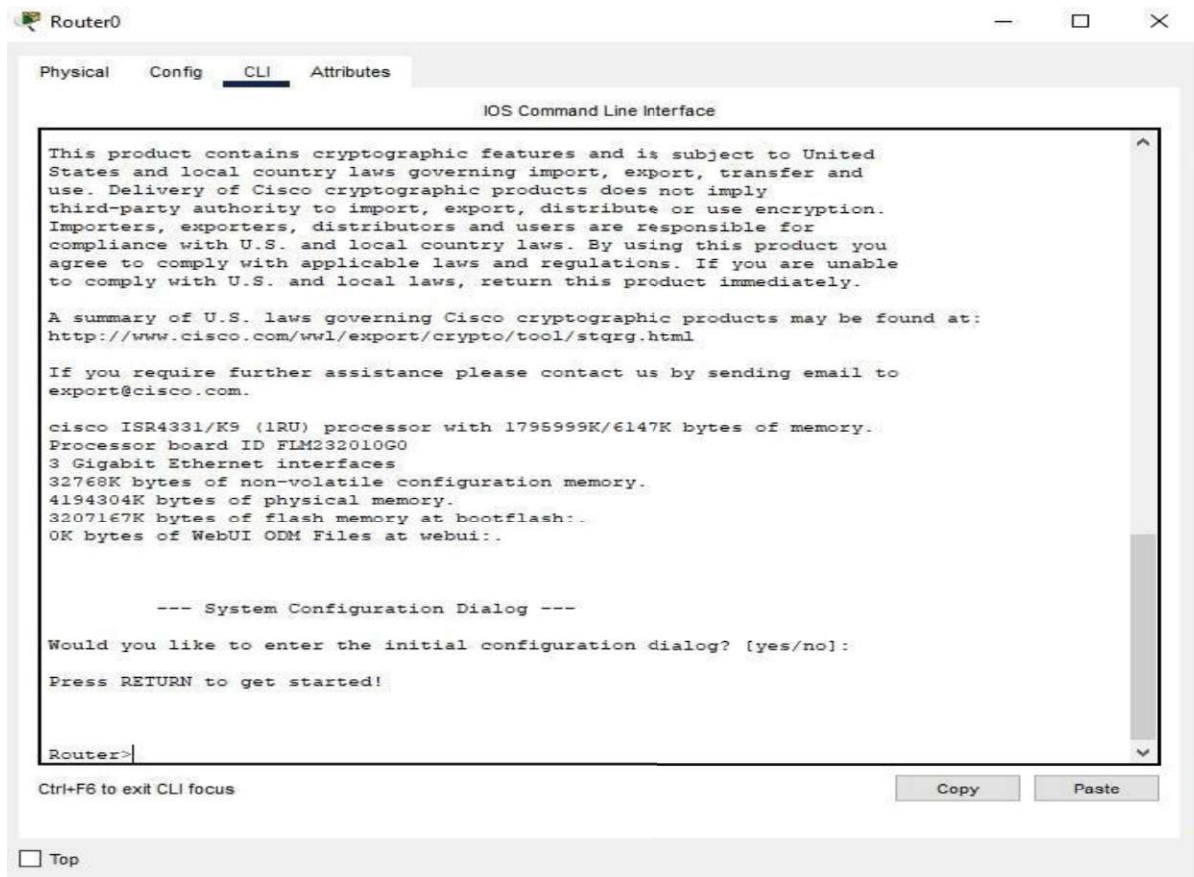 Router0
Physical Config CLI Attributes
IOS Command Line Interface
This product contains cryptographic features and is subject to United
States and local country laws governing import, export, transfer and
use. Delivery of Cisco cryptographic products does not imply
third-party authority to import, export, distribute or use encryption.
Importers, exporters, distributors and users are responsible for
compliance with U.S. and local country laws. By using this product you
agree to comply with applicable laws and regulations. If you are unable
to comply with U.S. and local laws, return this product immediately.
A summary of U.S. laws governing Cisco cryptographic products may be found at:
http://www.cisco.com/wwl/export/crypto/tool/stqrg.html
If you require further assistance please contact us by sending email to
export@cisco.com.
cisco ISR4331/K9 (1RU) processor with 1795999K/6147K bytes of memory.
Processor board ID FLM232010G0
3 Gigabit Ethernet interfaces
32768K bytes of non-volatile configuration memory.
4194304K bytes of physical memory.
3207167K bytes of flash memory at bootflash:.
0K bytes of WebUI ODM Files at webui:.
--- System Configuration Dialog ---
Would you like to enter the initial configuration dialog? [yes/no]:
Press RETURN to get started!
Router>
Ctrl+F6 to exit CLI focus
Copy Paste
Top